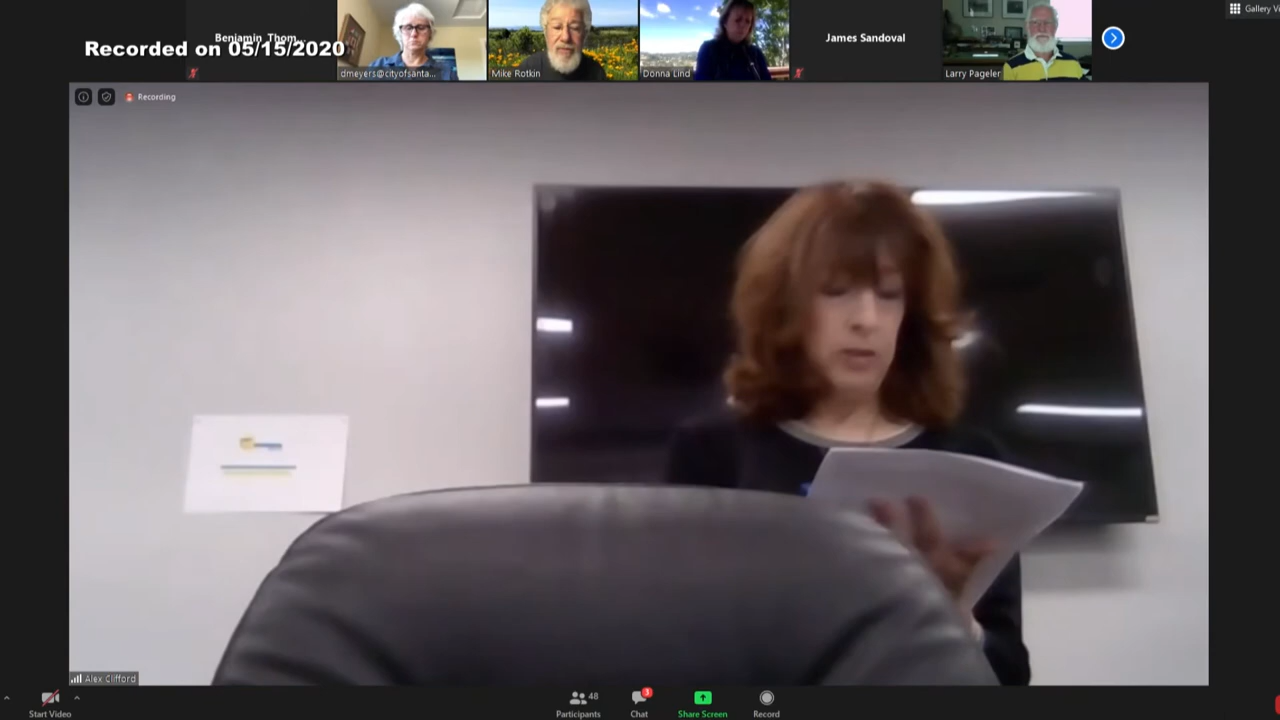 Gallery Vi
Benjamin Thom...
James Sandoval
Recorded on 05/15/2020
dmeyers@cityofsanta...
Mike Rotkin
Donna Lind
Larry Pageler
Recording
Alex Clifford
48
3
Start Video
Participants
Chat
Share Screen
Record